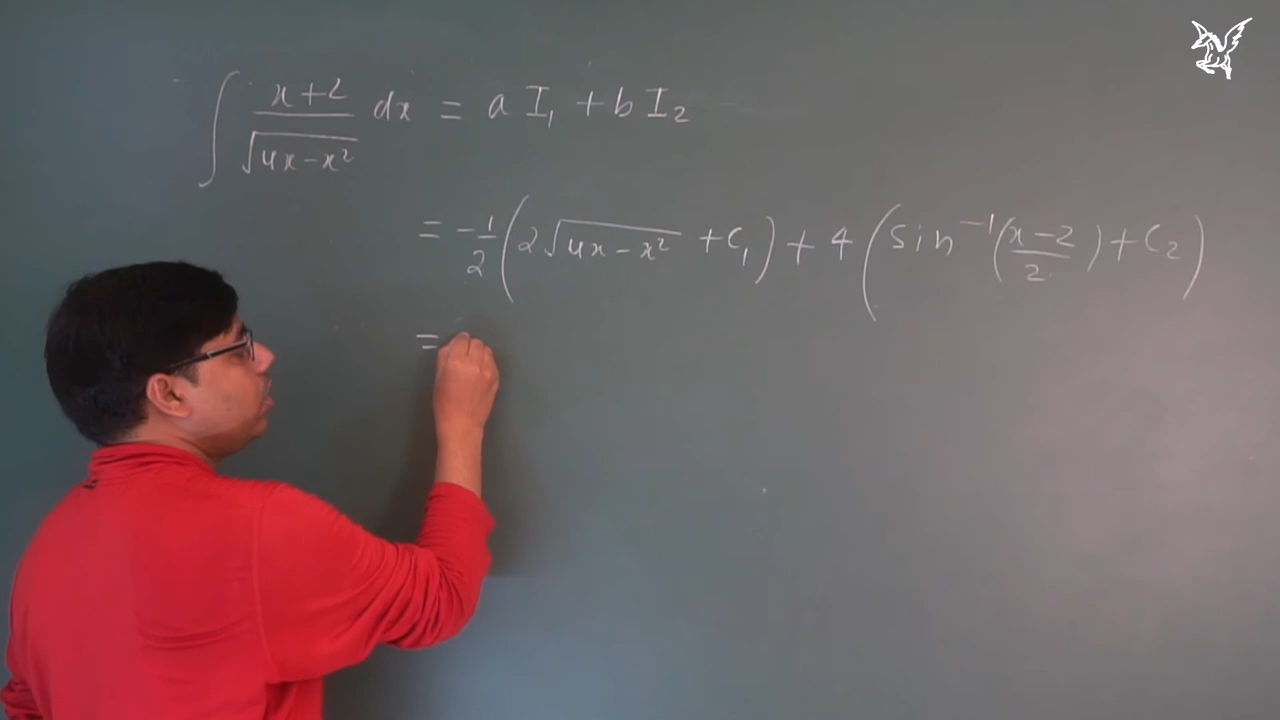 ∫ (x+2)/√(4x−x²) dx = a I₁ + b I₂
= −1/2 (2√(4x−x²) + C₁) + 4 (sin⁻¹((x−2)/2) + C₂)
=